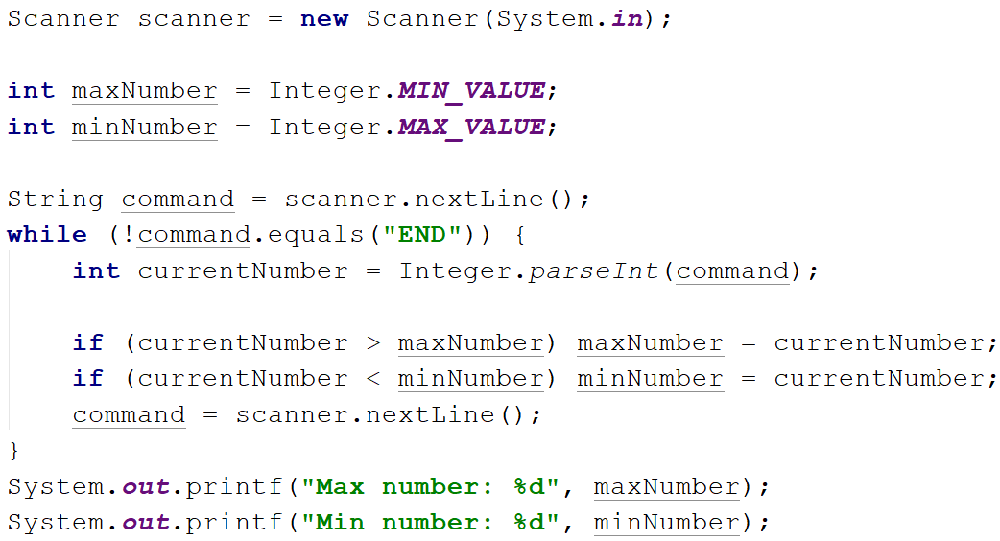 Scanner scanner = new Scanner(System.in);
int maxNumber = Integer.MIN_VALUE;
int minNumber = Integer.MAX_VALUE;
String command = scanner.nextLine();
while (!command.equals("END")) {
    int currentNumber = Integer.parseInt(command);
    if (currentNumber > maxNumber) maxNumber = currentNumber;
    if (currentNumber < minNumber) minNumber = currentNumber;
    command = scanner.nextLine();
}
System.out.printf("Max number: %d", maxNumber);
System.out.printf("Min number: %d", minNumber);